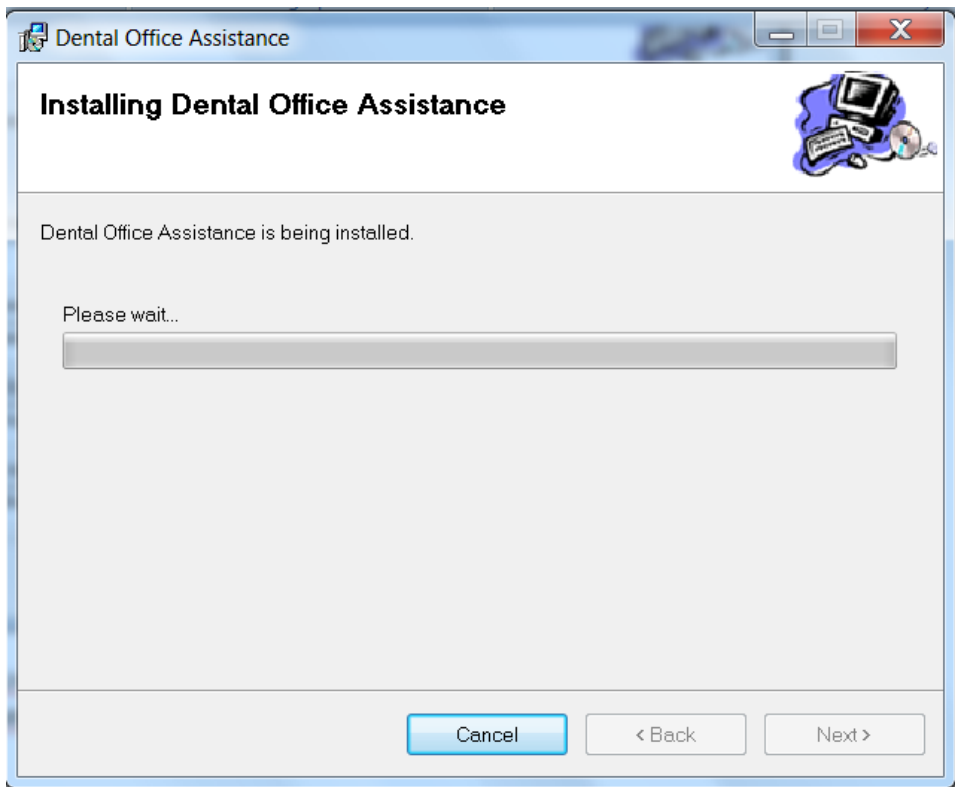 Dental Office Assistance
Installing Dental Office Assistance
Dental Office Assistance is being installed.
Please wait...
Cancel
< Back
Next >